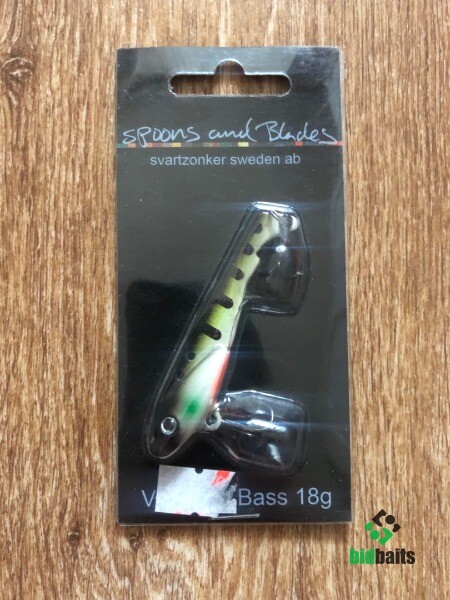 spoons and Blades
svartzonker sweden ab
Bass 18g
bidbaits